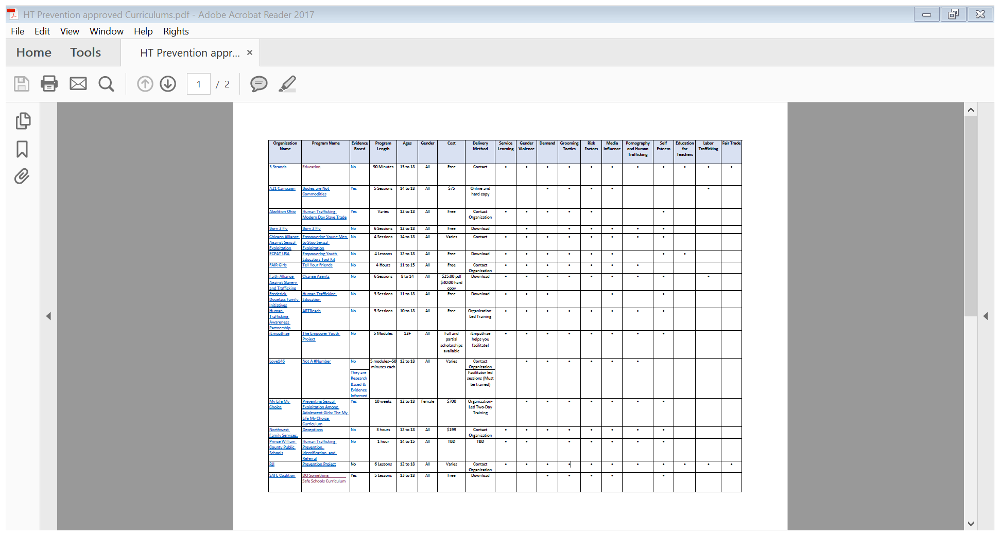 HT Prevention approved Curriculums.pdf - Adobe Acrobat Reader 2017
File Edit View Window Help Rights
Home Tools HT Prevention appr... ×
1 / 2
Organization Name Program Name Evidence Based Program Length Ages Gender Cost Delivery Method Service Learning Gender Violence Demand Grooming Tactics Risk Factors Media Influence Pornography and Human Trafficking Self Esteem Education for Teachers Labor Trafficking Fair Trade
3 Strands Education No 90 Minutes 13 to 18 All Free Contact • • • • • • • • • • •
A21 Campaign Bodies are Not Commodities Yes 5 Sessions 14 to 18 All $75 Online and hard copy • • • • •
Abolition Ohio Human Trafficking Modern Day Slave Trade Yes Varies 12 to 18 All Free Contact Organization • • • • • •
Born 2 Fly Born 2 Fly No 6 Sessions 12 to 18 All Free Download • • • • • •
Chicago Alliance Against Sexual Exploitation Empowering Young Men to Stop Sexual Exploitation No 4 Sessions 14 to 18 All Varies Contact • • • • • • • •
ECPAT USA Empowering Youth Educators Tool Kit No 4 Lessons 12 to 18 All Free Download • • • • • • • •
FAIR Girls Tell Your Friends No 4 Hours 11 to 15 All Free Contact Organization • • • • • • •
Faith Alliance Against Slavery and Trafficking Change Agents No 6 Sessions 8 to 14 All $25.00 pdf $40.00 hard copy Download • • • • • • • • •
Frederick Douglass Family Initiatives Human Trafficking Education No 3 Sessions 11 to 18 All Free Download • • • • •
Human Trafficking Awareness Partnership ARTReach No 5 Sessions 10 to 18 All Free Organization-Led Training • • • • • • • •
iEmpathize The Empower Youth Project No 5 Modules 12+ All Full and partial scholarships available iEmpathize helps you facilitate! • • • • • • • •
Love146 Not A #Number No They are Research Based & Evidence Informed 5 modules--50 minutes each 12 to 18 All Varies Contact Organization Facilitator led sessions (Must be trained) • • • • • •
My Life My Choice Preventing Sexual Exploitation Among Adolescent Girls: The My Life My Choice Curriculum Yes 10 weeks 12 to 18 Female $700 Organization-Led Two-Day Training • • • • • • •
Northwest Family Services. Deceptions No 3 hours 12 to 18 All $199 Contact Organization • • • • • • • •
Prince William County Public Schools Human Trafficking Prevention, Identification, and Referral No 1 hour 14 to 15 All TBD TBD • • • • • • •
RJI Prevention Project No 6 Lessons 12 to 18 All Varies Contact Organization • • • • • • • • • • •
SAFE Coalition DO Something Safe Schools Curriculum Yes 5 Lessons 13 to 18 All Free Download • • • • •